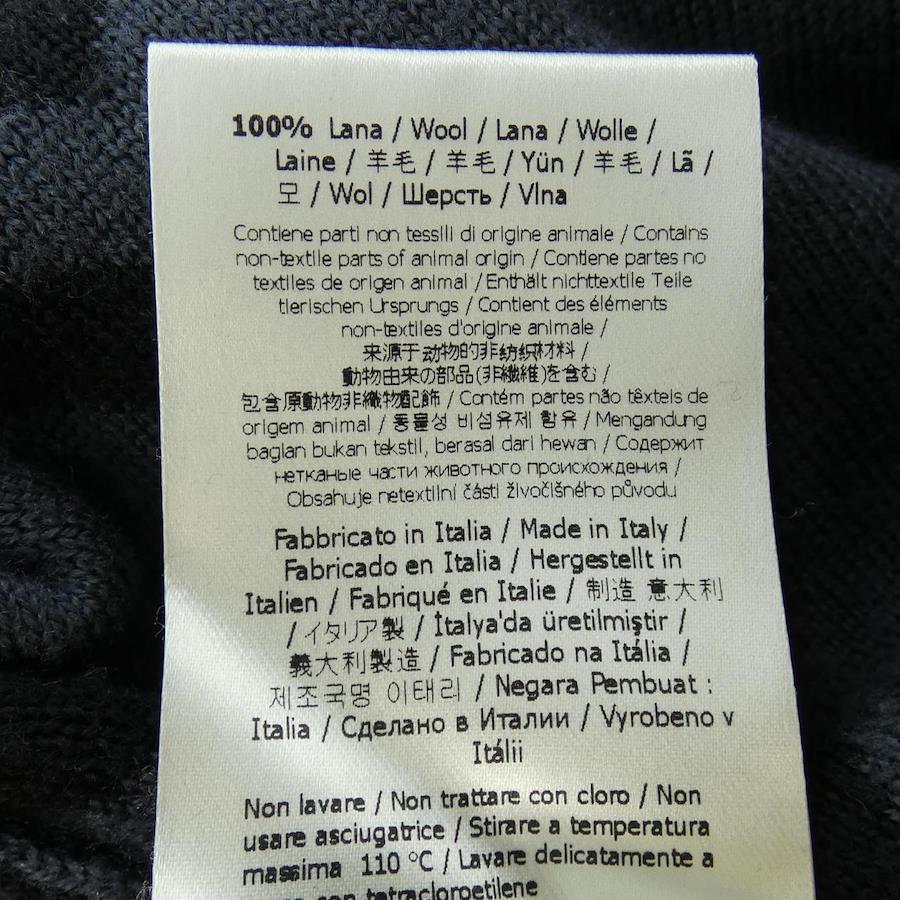 100% Lana / Wool / Lana / Wolle /
Laine / 羊毛 / 羊毛 / Yün / 羊毛 / Lã /
모 / Wol / Шерсть / Vlna
Contiene parti non tessili di origine animale / Contains
non-textile parts of animal origin / Contiene partes no
textiles de origen animal / Enthält nichttextile Teile
tierischen Ursprungs / Contient des éléments
non-textiles d'origine animale /
来源于动物的非纺织材料 /
動物由来の部品(非繊維)を含む /
包含原動物非織物配飾 / Contém partes não têxteis de
origem animal / 동물성 비섬유제 함유 / Mengandung
bagian bukan tekstil, berasal dari hewan / Содержит
нетканые части животного происхождения /
Obsahuje netextilní části živočišného původu
Fabbricato in Italia / Made in Italy /
Fabricado en Italia / Hergestellt in
Italien / Fabriqué en Italie / 制造 意大利
/ イタリア製 / İtalya'da üretilmiştir /
義大利製造 / Fabricado na Itália /
제조국명 이태리 / Negara Pembuat :
Italia / Сделано в Италии / Vyrobeno v
Itálii
Non lavare / Non trattare con cloro / Non
usare asciugatrice / Stirare a temperatura
massima 110 °C / Lavare delicatamente a
con tetracloroetilene